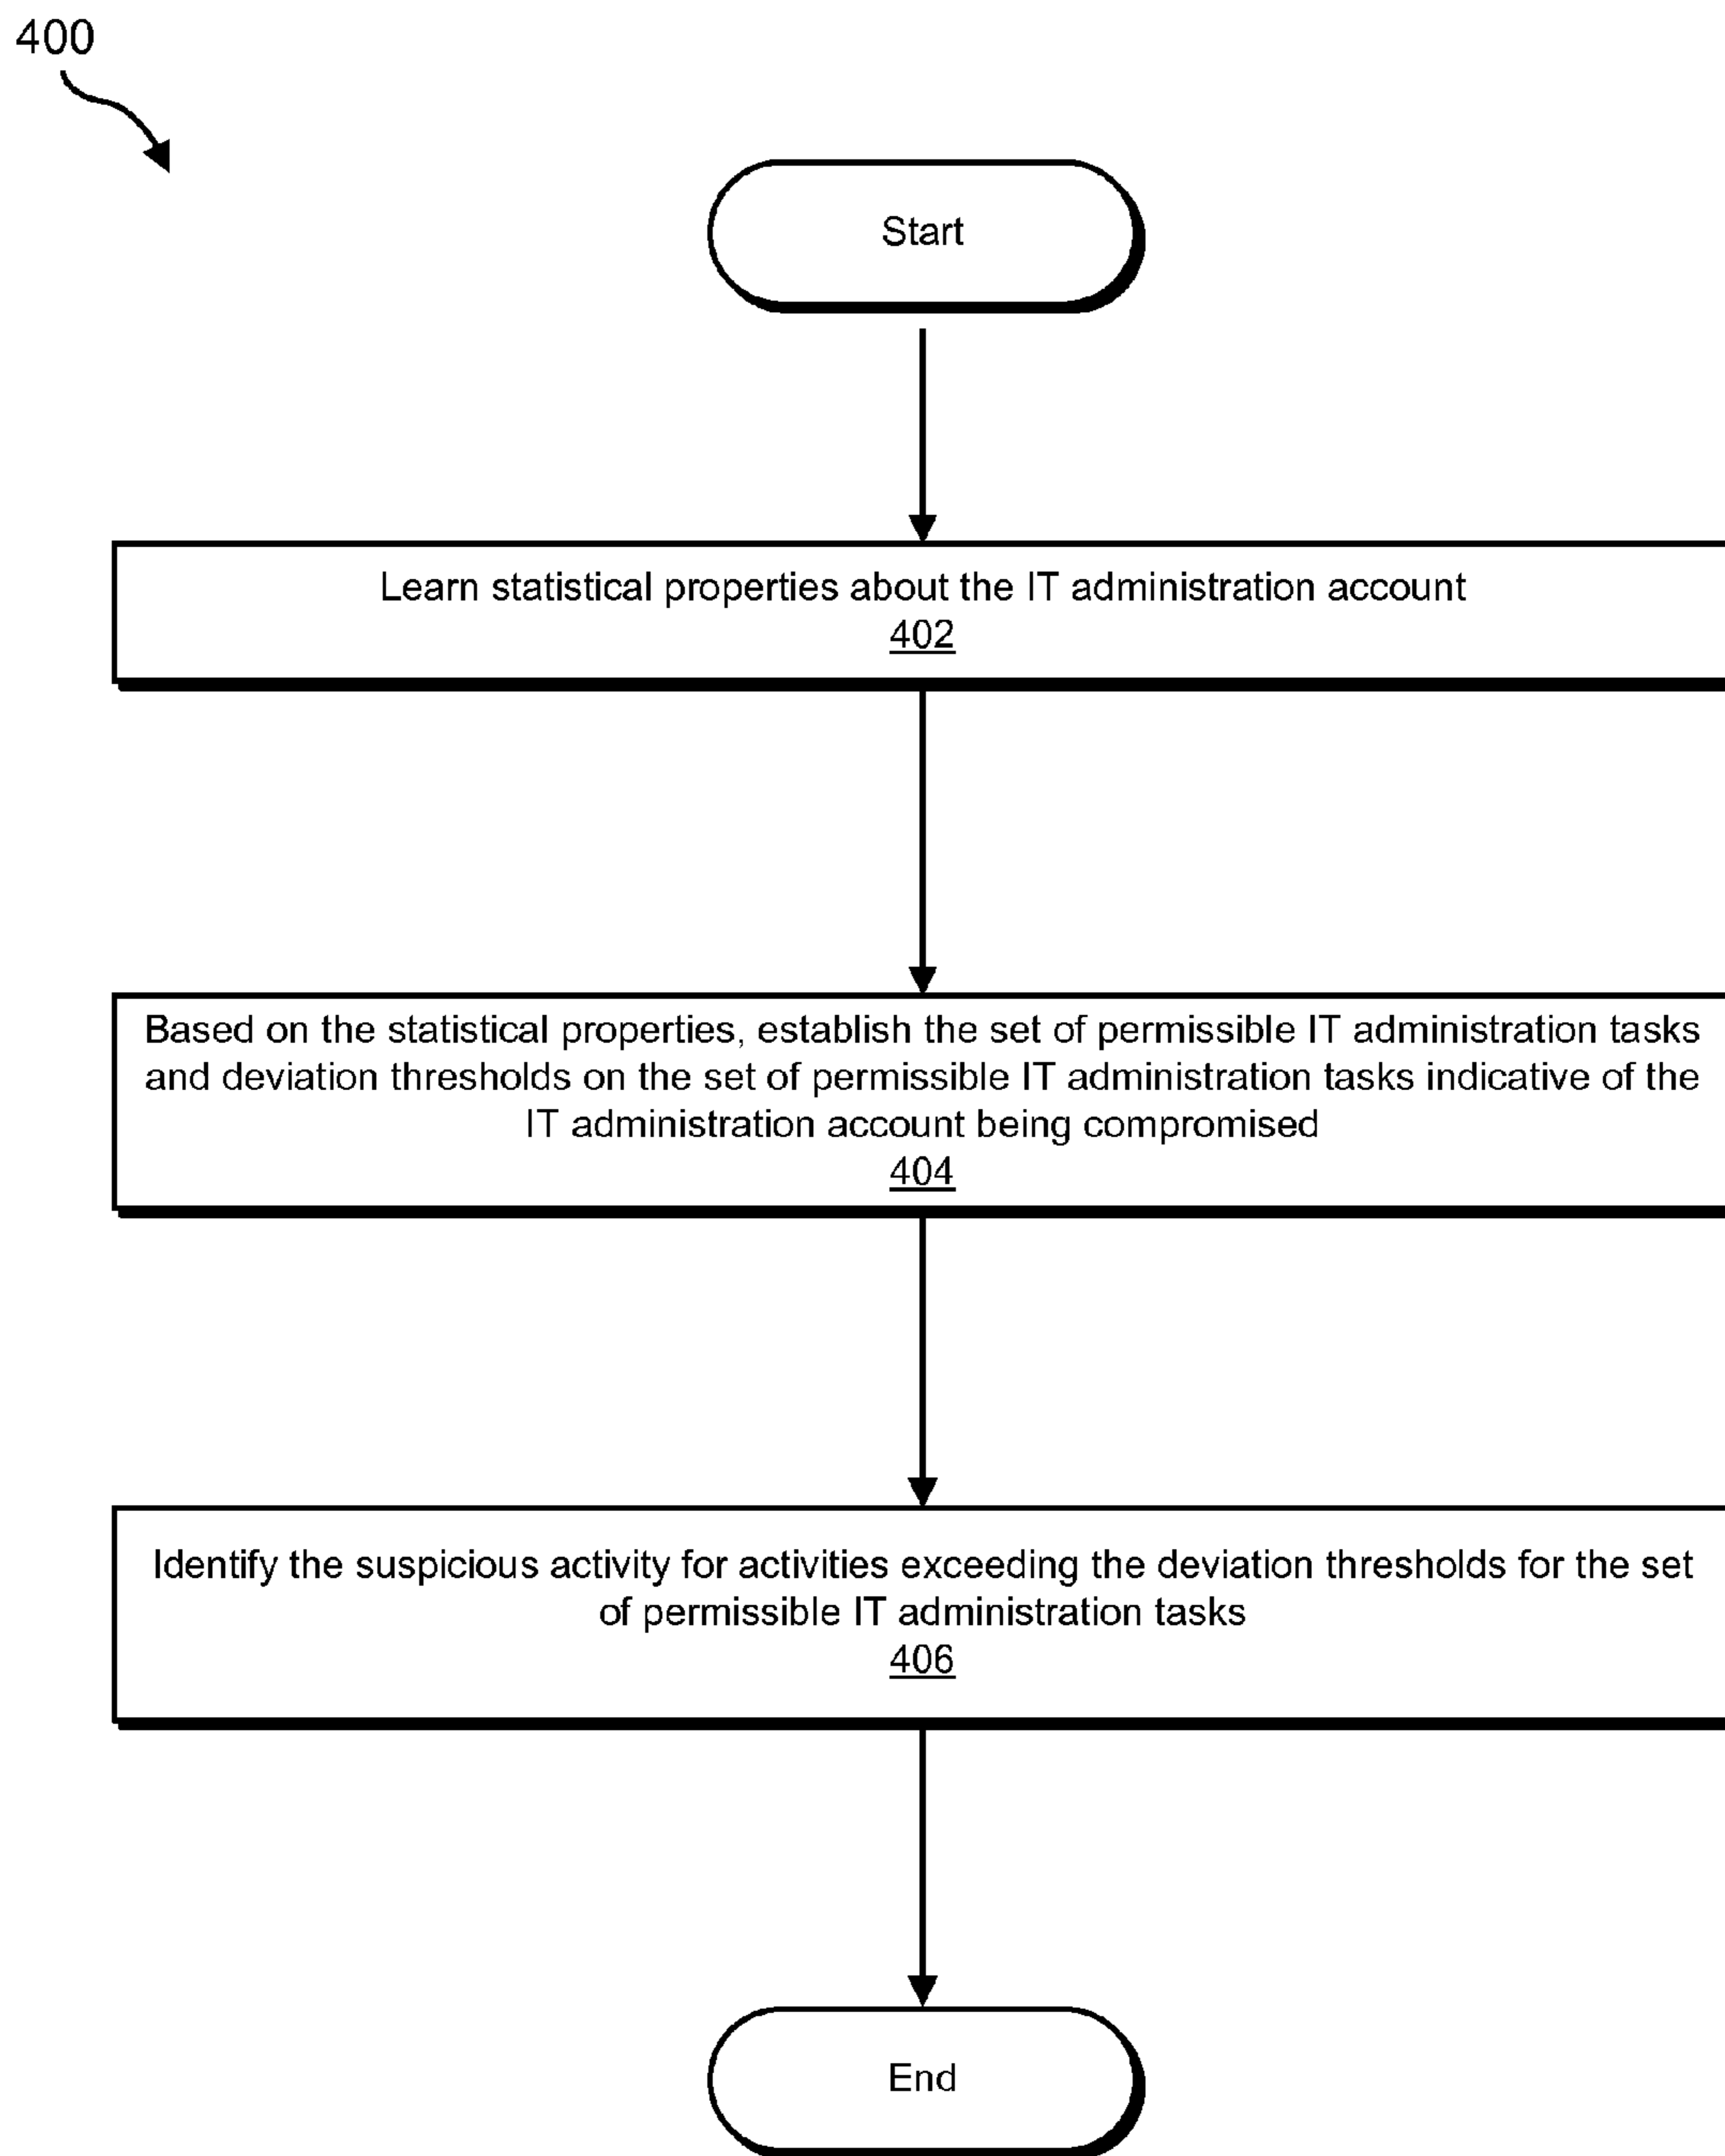 400
Start
Learn statistical properties about the IT administration account
402
Based on the statistical properties, establish the set of permissible IT administration tasks
and deviation thresholds on the set of permissible IT administration tasks indicative of the
IT administration account being compromised
404
Identify the suspicious activity for activities exceeding the deviation thresholds for the set
of permissible IT administration tasks
406
End